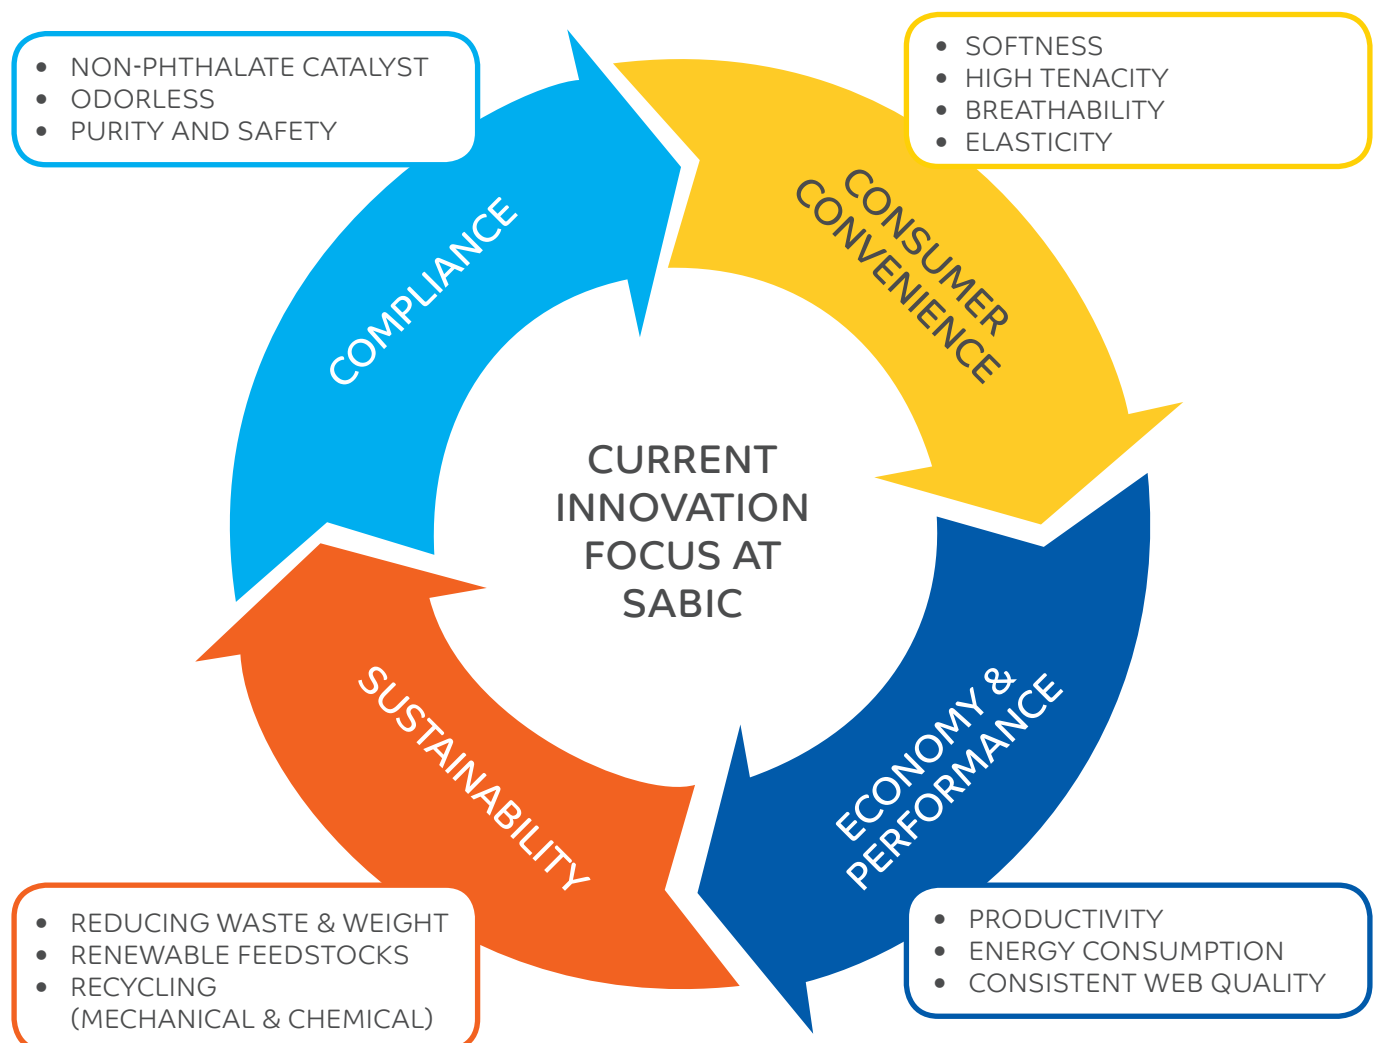 • NON-PHTHALATE CATALYST
• ODORLESS
• PURITY AND SAFETY
• SOFTNESS
• HIGH TENACITY
• BREATHABILITY
• ELASTICITY
COMPLIANCE
CONSUMER
CONVENIENCE
CURRENT
INNOVATION
FOCUS AT
SABIC
SUSTAINABILITY
ECONOMY &
PERFORMANCE
• REDUCING WASTE & WEIGHT
• RENEWABLE FEEDSTOCKS
• RECYCLING
(MECHANICAL & CHEMICAL)
• PRODUCTIVITY
• ENERGY CONSUMPTION
• CONSISTENT WEB QUALITY